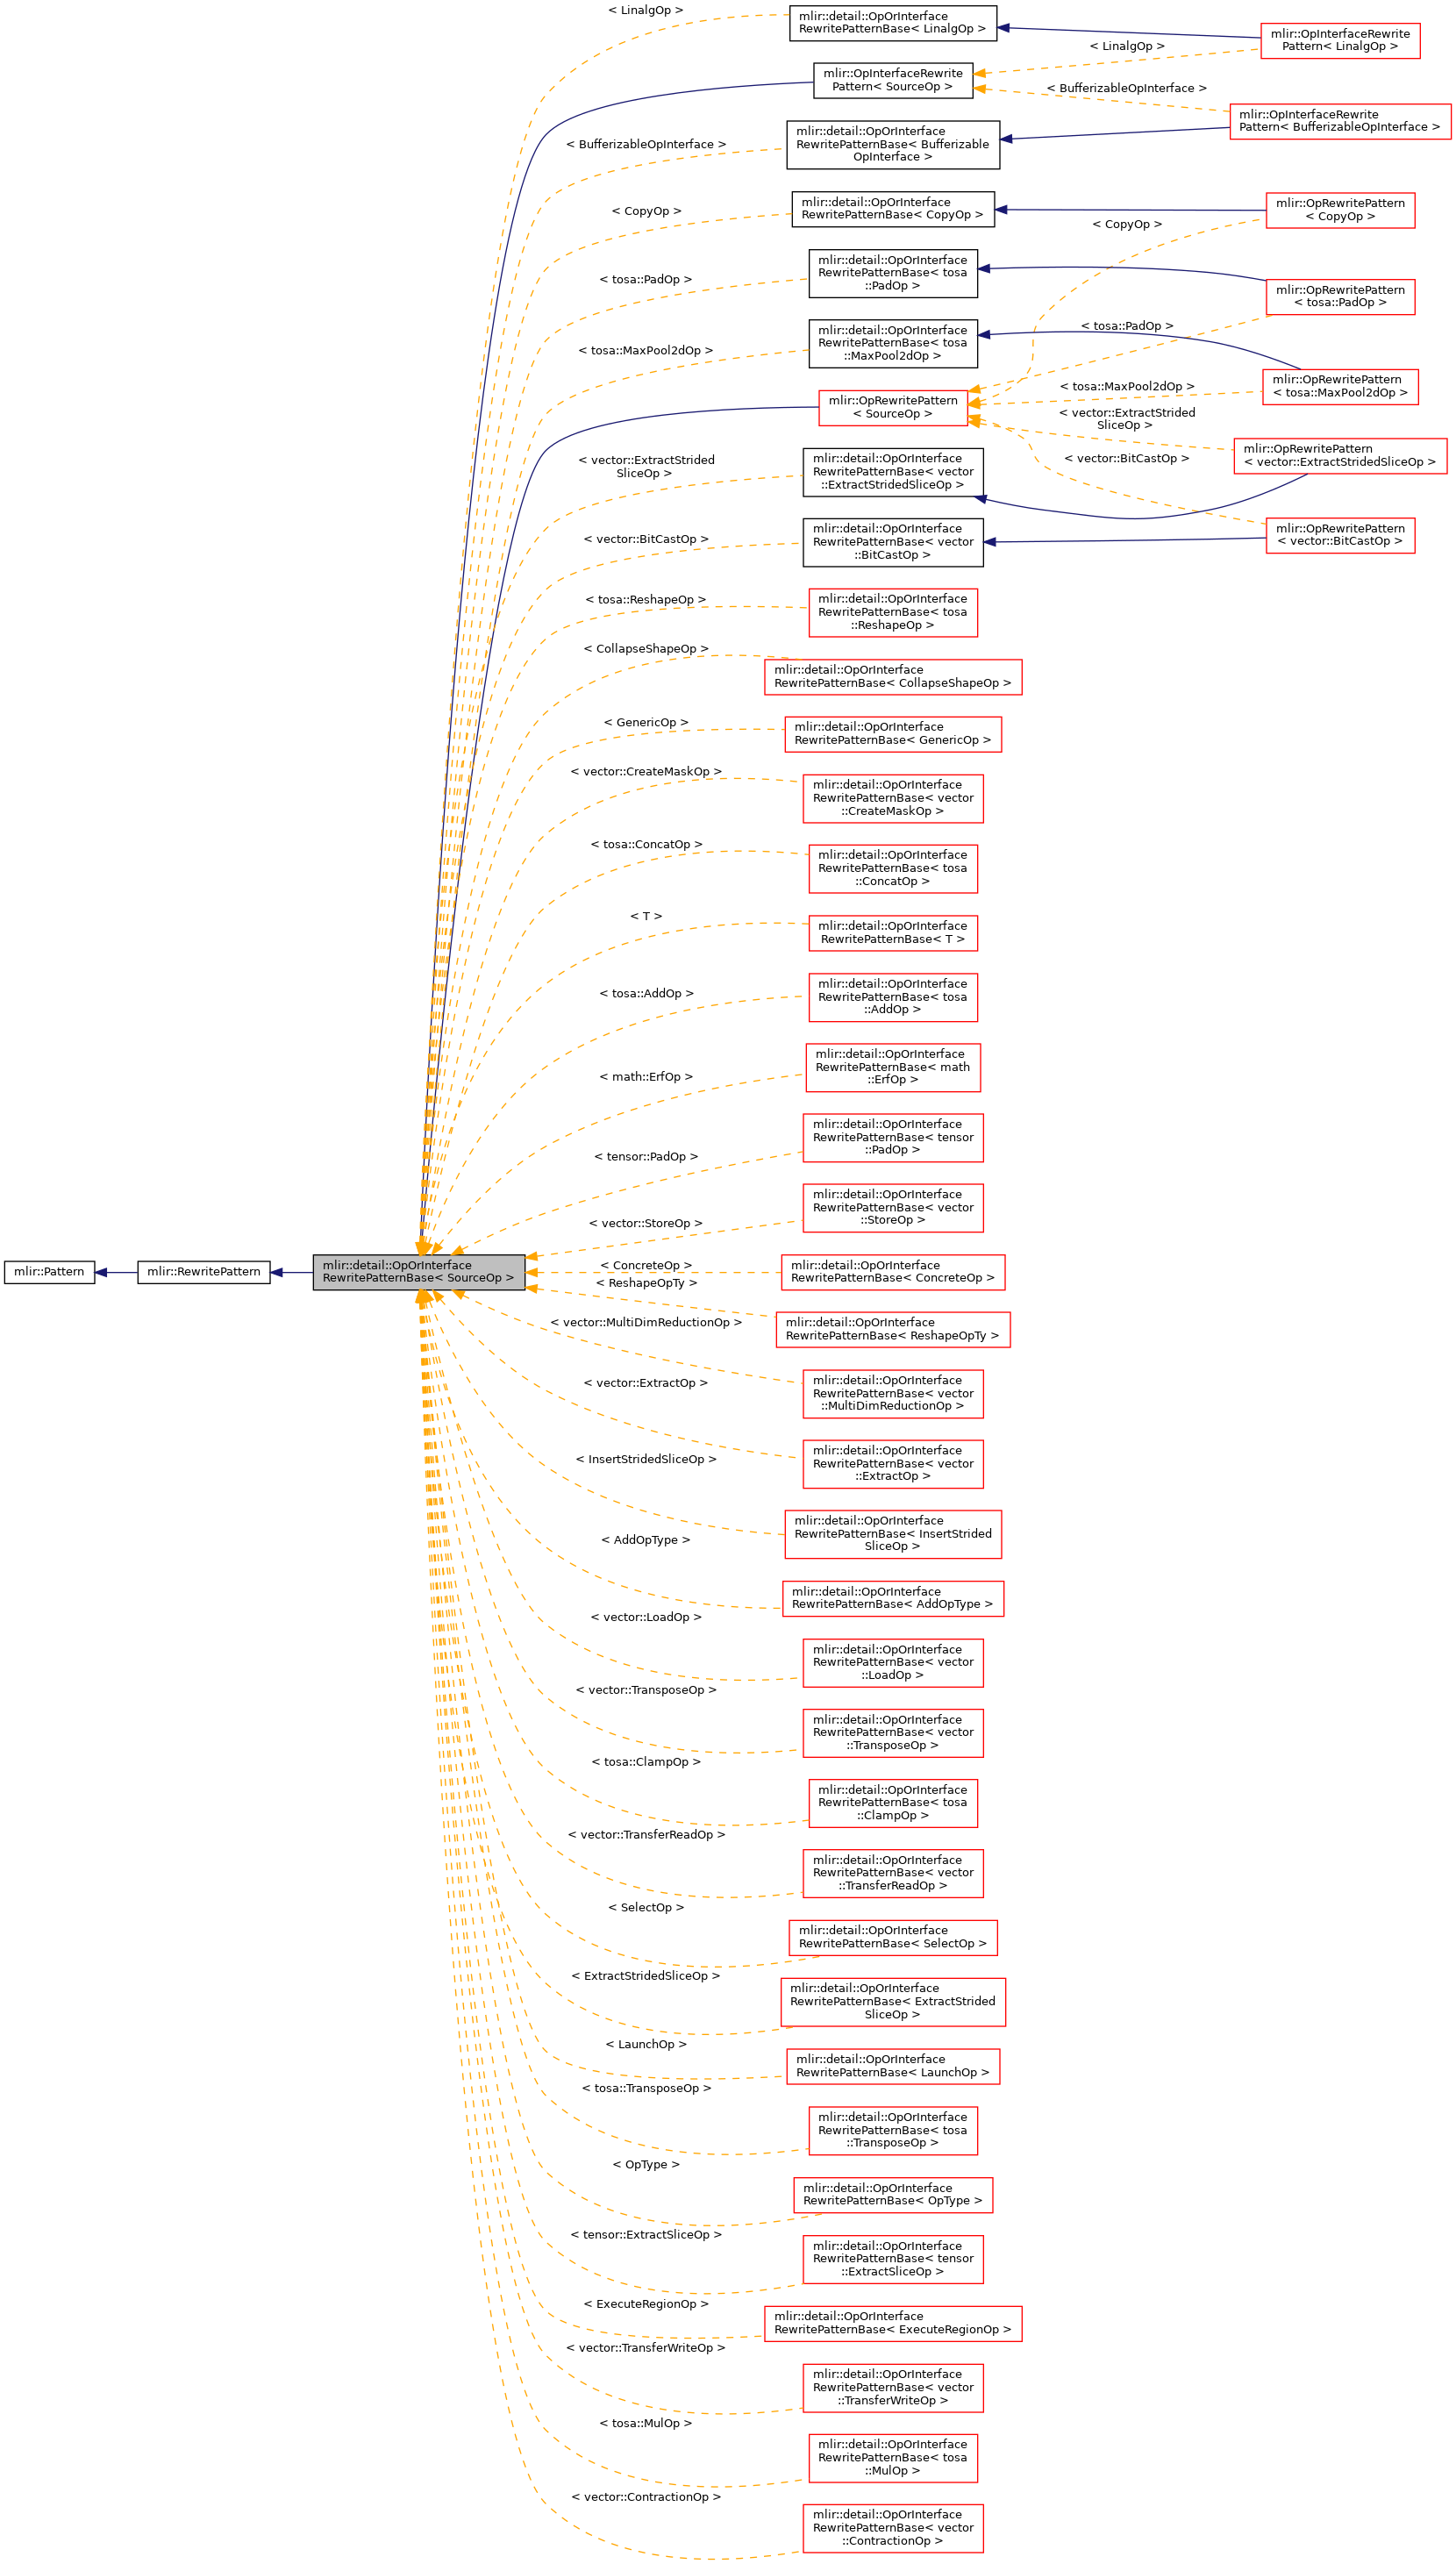 mlir::Pattern
mlir::RewritePattern
mlir::detail::OpOrInterface
RewritePatternBase< SourceOp >
< LinalgOp >
mlir::detail::OpOrInterface
RewritePatternBase< LinalgOp >
mlir::OpInterfaceRewrite
Pattern< LinalgOp >
< LinalgOp >
mlir::OpInterfaceRewrite
Pattern< SourceOp >
< BufferizableOpInterface >
mlir::OpInterfaceRewrite
Pattern< BufferizableOpInterface >
< BufferizableOpInterface >
mlir::detail::OpOrInterface
RewritePatternBase< Bufferizable
OpInterface >
< CopyOp >
mlir::detail::OpOrInterface
RewritePatternBase< CopyOp >
mlir::OpRewritePattern
< CopyOp >
< CopyOp >
< tosa::PadOp >
mlir::detail::OpOrInterface
RewritePatternBase< tosa
::PadOp >
mlir::OpRewritePattern
< tosa::PadOp >
< tosa::PadOp >
< tosa::MaxPool2dOp >
mlir::detail::OpOrInterface
RewritePatternBase< tosa
::MaxPool2dOp >
mlir::OpRewritePattern
< tosa::MaxPool2dOp >
< tosa::MaxPool2dOp >
mlir::OpRewritePattern
< SourceOp >
< vector::ExtractStrided
SliceOp >
mlir::OpRewritePattern
< vector::ExtractStridedSliceOp >
< vector::ExtractStrided
SliceOp >
mlir::detail::OpOrInterface
RewritePatternBase< vector
::ExtractStridedSliceOp >
< vector::BitCastOp >
< vector::BitCastOp >
mlir::detail::OpOrInterface
RewritePatternBase< vector
::BitCastOp >
mlir::OpRewritePattern
< vector::BitCastOp >
< tosa::ReshapeOp >
mlir::detail::OpOrInterface
RewritePatternBase< tosa
::ReshapeOp >
< CollapseShapeOp >
mlir::detail::OpOrInterface
RewritePatternBase< CollapseShapeOp >
< GenericOp >
mlir::detail::OpOrInterface
RewritePatternBase< GenericOp >
< vector::CreateMaskOp >
mlir::detail::OpOrInterface
RewritePatternBase< vector
::CreateMaskOp >
< tosa::ConcatOp >
mlir::detail::OpOrInterface
RewritePatternBase< tosa
::ConcatOp >
< T >
mlir::detail::OpOrInterface
RewritePatternBase< T >
< tosa::AddOp >
mlir::detail::OpOrInterface
RewritePatternBase< tosa
::AddOp >
< math::ErfOp >
mlir::detail::OpOrInterface
RewritePatternBase< math
::ErfOp >
< tensor::PadOp >
mlir::detail::OpOrInterface
RewritePatternBase< tensor
::PadOp >
< vector::StoreOp >
mlir::detail::OpOrInterface
RewritePatternBase< vector
::StoreOp >
< ConcreteOp >
mlir::detail::OpOrInterface
RewritePatternBase< ConcreteOp >
< ReshapeOpTy >
mlir::detail::OpOrInterface
RewritePatternBase< ReshapeOpTy >
< vector::MultiDimReductionOp >
mlir::detail::OpOrInterface
RewritePatternBase< vector
::MultiDimReductionOp >
< vector::ExtractOp >
mlir::detail::OpOrInterface
RewritePatternBase< vector
::ExtractOp >
< InsertStridedSliceOp >
mlir::detail::OpOrInterface
RewritePatternBase< InsertStrided
SliceOp >
< AddOpType >
mlir::detail::OpOrInterface
RewritePatternBase< AddOpType >
< vector::LoadOp >
mlir::detail::OpOrInterface
RewritePatternBase< vector
::LoadOp >
< vector::TransposeOp >
mlir::detail::OpOrInterface
RewritePatternBase< vector
::TransposeOp >
< tosa::ClampOp >
mlir::detail::OpOrInterface
RewritePatternBase< tosa
::ClampOp >
< vector::TransferReadOp >
mlir::detail::OpOrInterface
RewritePatternBase< vector
::TransferReadOp >
< SelectOp >
mlir::detail::OpOrInterface
RewritePatternBase< SelectOp >
< ExtractStridedSliceOp >
mlir::detail::OpOrInterface
RewritePatternBase< ExtractStrided
SliceOp >
< LaunchOp >
mlir::detail::OpOrInterface
RewritePatternBase< LaunchOp >
< tosa::TransposeOp >
mlir::detail::OpOrInterface
RewritePatternBase< tosa
::TransposeOp >
< OpType >
mlir::detail::OpOrInterface
RewritePatternBase< OpType >
< tensor::ExtractSliceOp >
mlir::detail::OpOrInterface
RewritePatternBase< tensor
::ExtractSliceOp >
< ExecuteRegionOp >
mlir::detail::OpOrInterface
RewritePatternBase< ExecuteRegionOp >
< vector::TransferWriteOp >
mlir::detail::OpOrInterface
RewritePatternBase< vector
::TransferWriteOp >
< tosa::MulOp >
mlir::detail::OpOrInterface
RewritePatternBase< tosa
::MulOp >
< vector::ContractionOp >
mlir::detail::OpOrInterface
RewritePatternBase< vector
::ContractionOp >